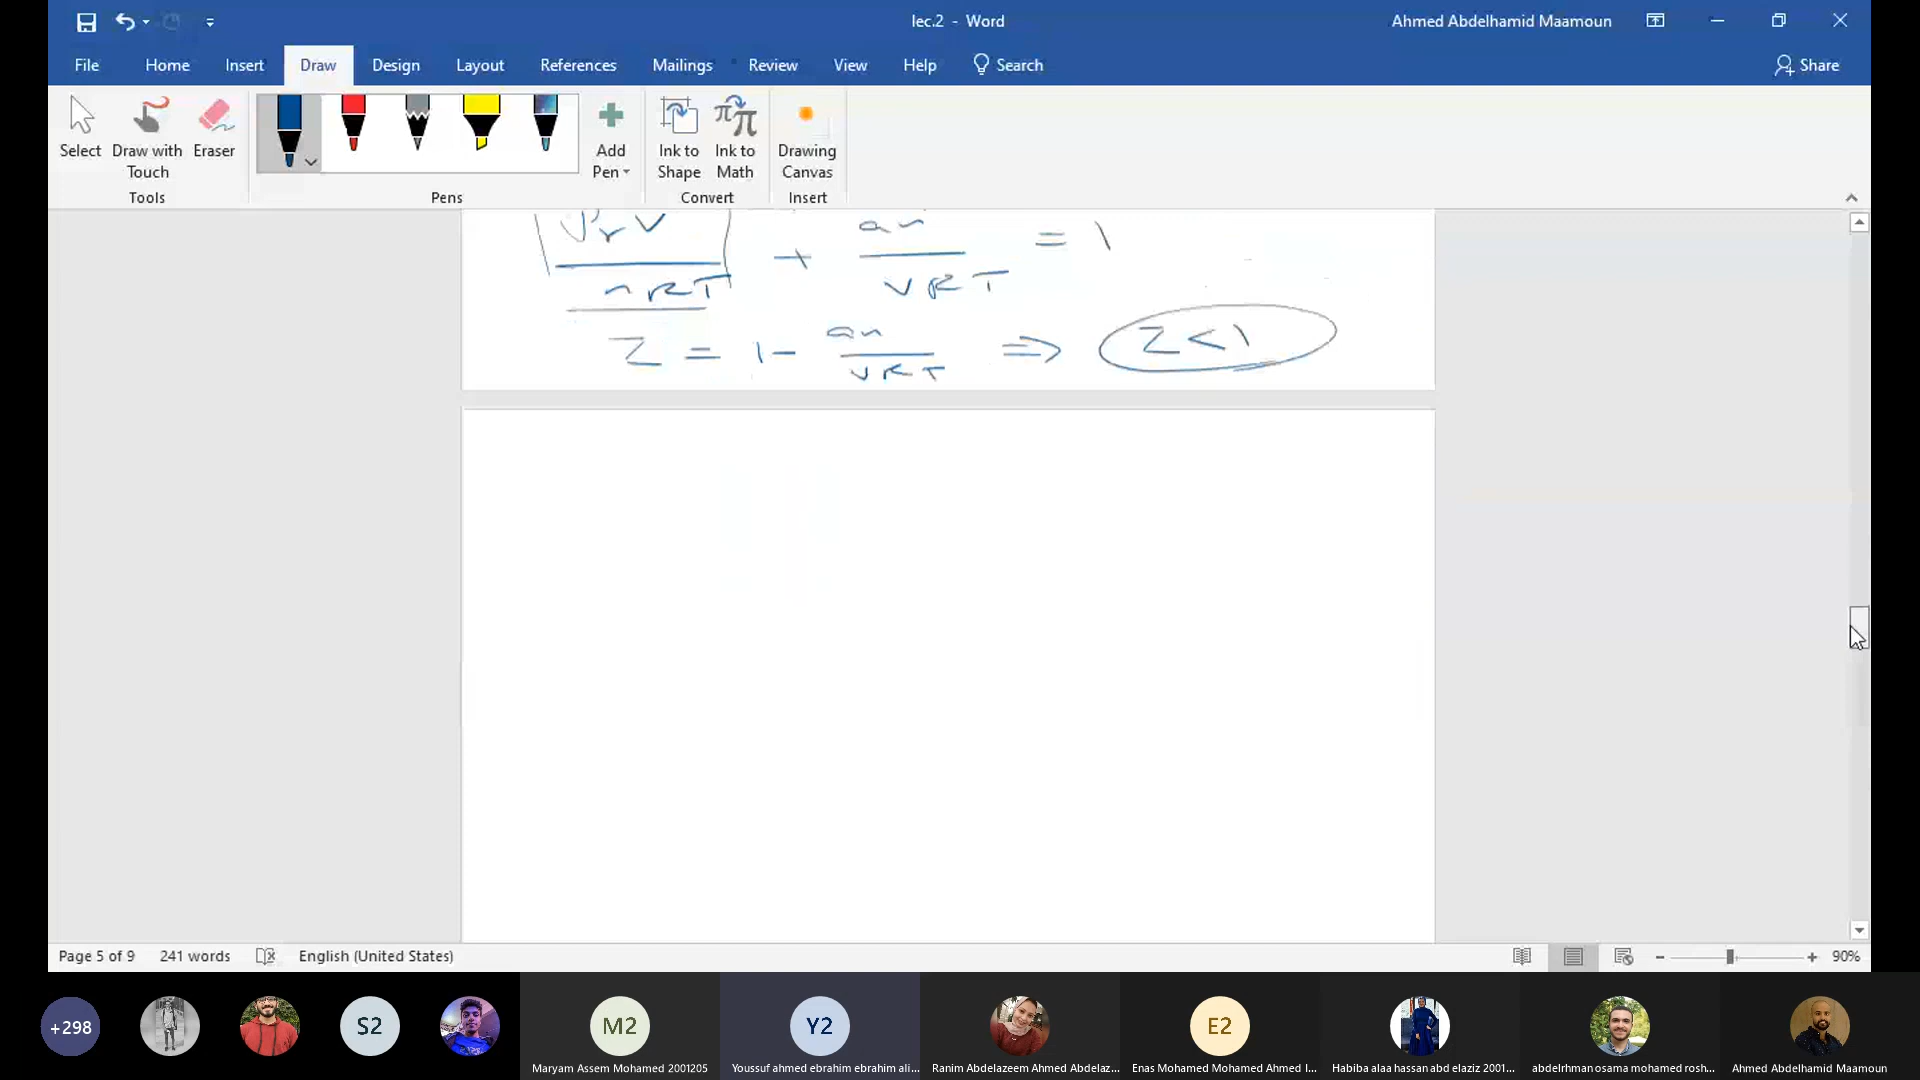 lec.2 - Word
Ahmed Abdelhamid Maamoun
File Home Insert Draw Design Layout References Mailings Review View Help Search Share
Select Draw with Touch Eraser Add Pen Ink to Shape Ink to Math Drawing Canvas
Tools Pens Convert Insert
PrV / nRT + an / VRT = 1
Z = 1 - an / VRT ⇒ Z < 1
Page 5 of 9 241 words English (United States) 90%
+298 S2 M2 Y2 E2
Maryam Assem Mohamed 2001205 Youssuf ahmed ebrahim ebrahim ali... Ranim Abdelazeem Ahmed Abdelaz... Enas Mohamed Mohamed Ahmed I... Habiba alaa hassan abd elaziz 2001... abdelrhman osama mohamed rosh... Ahmed Abdelhamid Maamoun